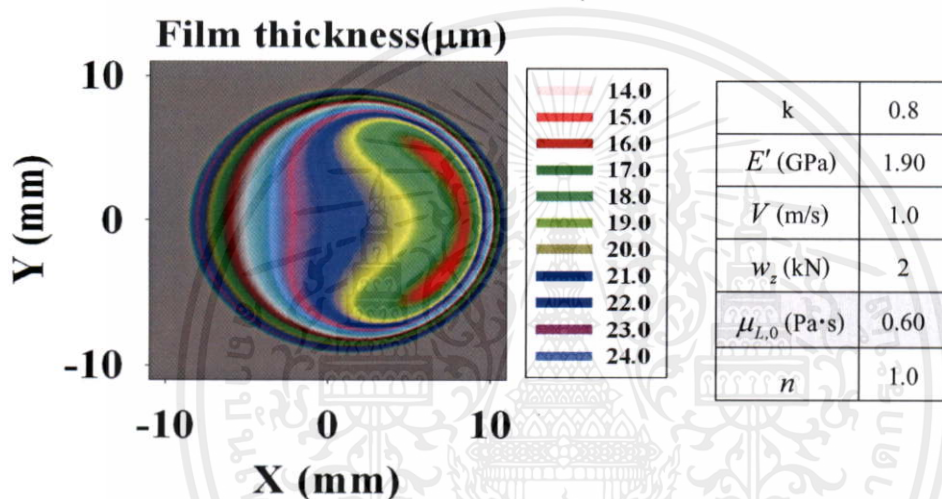 Film thickness(μm)
10
0
-10
Y (mm)
-10 0 10
X (mm)
14.0
15.0
16.0
17.0
18.0
19.0
20.0
21.0
22.0
23.0
24.0
k 0.8
E′ (GPa) 1.90
V (m/s) 1.0
w_z (kN) 2
μ_{L,0} (Pa·s) 0.60
n 1.0